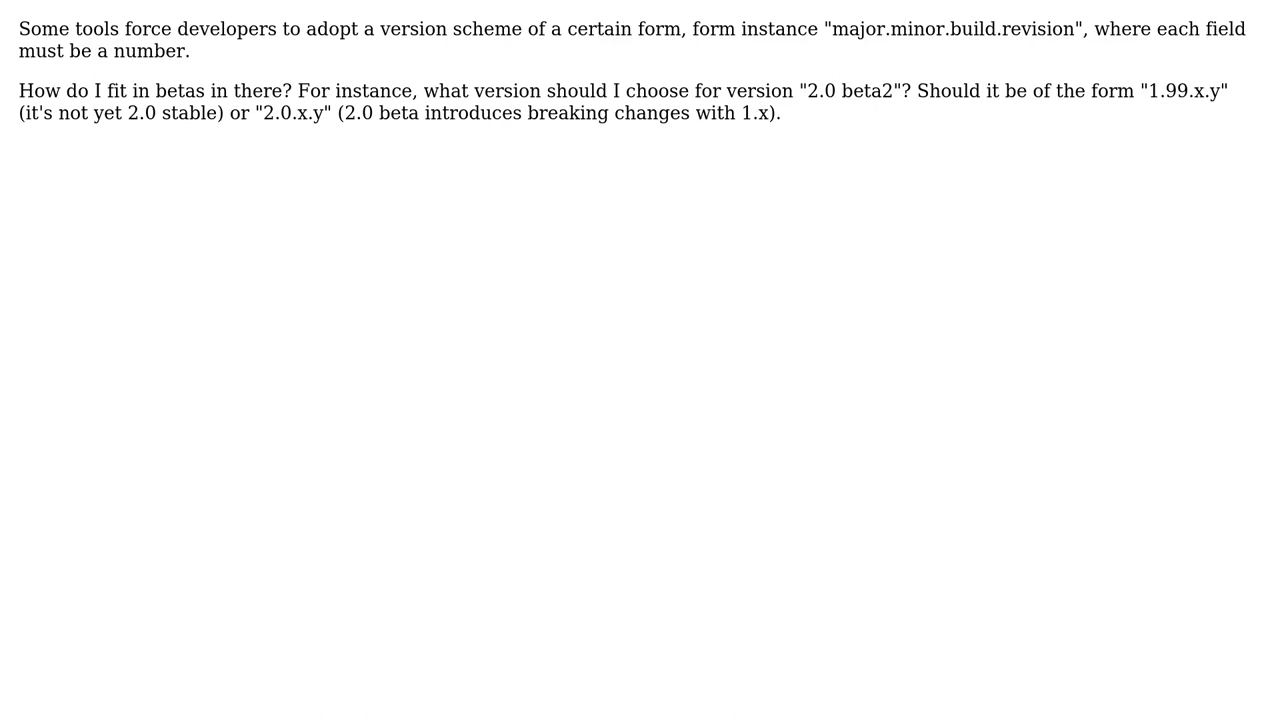 Some tools force developers to adopt a version scheme of a certain form, form instance "major.minor.build.revision", where each field
must be a number.
How do I fit in betas in there? For instance, what version should I choose for version "2.0 beta2"? Should it be of the form "1.99.x.y"
(it's not yet 2.0 stable) or "2.0.x.y" (2.0 beta introduces breaking changes with 1.x).